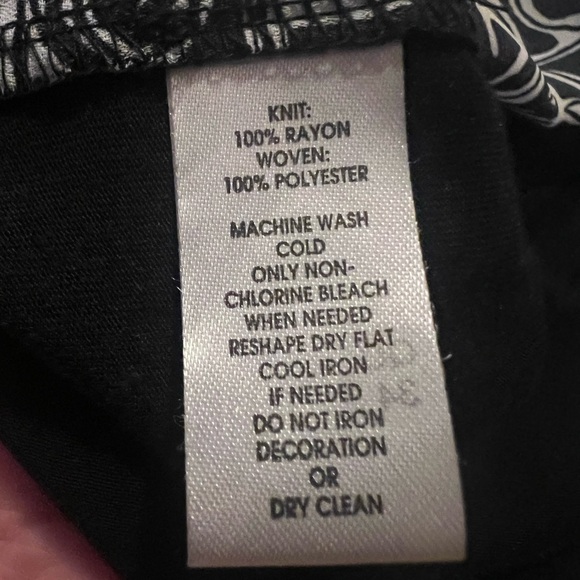 KNIT:
100% RAYON
WOVEN:
100% POLYESTER
MACHINE WASH
COLD
ONLY NON-
CHLORINE BLEACH
WHEN NEEDED
RESHAPE DRY FLAT
COOL IRON
IF NEEDED
DO NOT IRON
DECORATION
OR
DRY CLEAN